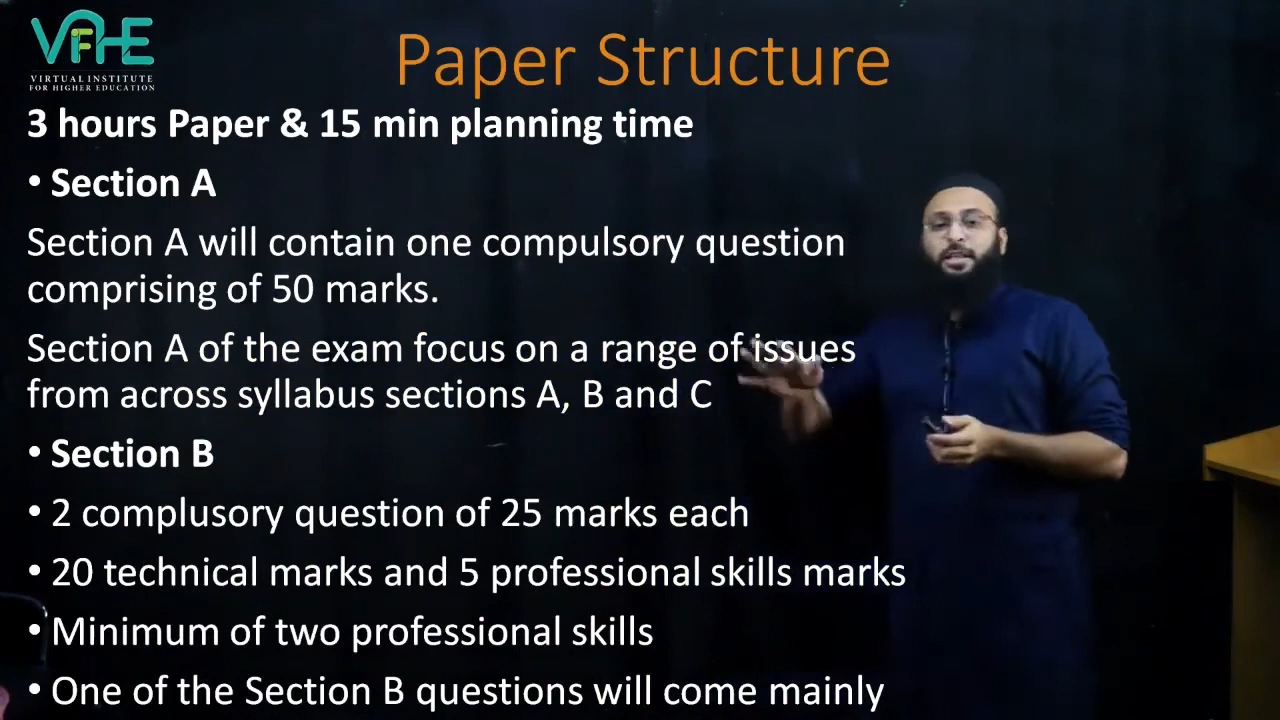 VIFHE
VIRTUAL INSTITUTE
FOR HIGHER EDUCATION
Paper Structure
3 hours Paper & 15 min planning time
• Section A
Section A will contain one compulsory question
comprising of 50 marks.
Section A of the exam focus on a range of issues
from across syllabus sections A, B and C
• Section B
• 2 complusory question of 25 marks each
• 20 technical marks and 5 professional skills marks
• Minimum of two professional skills
• One of the Section B questions will come mainly